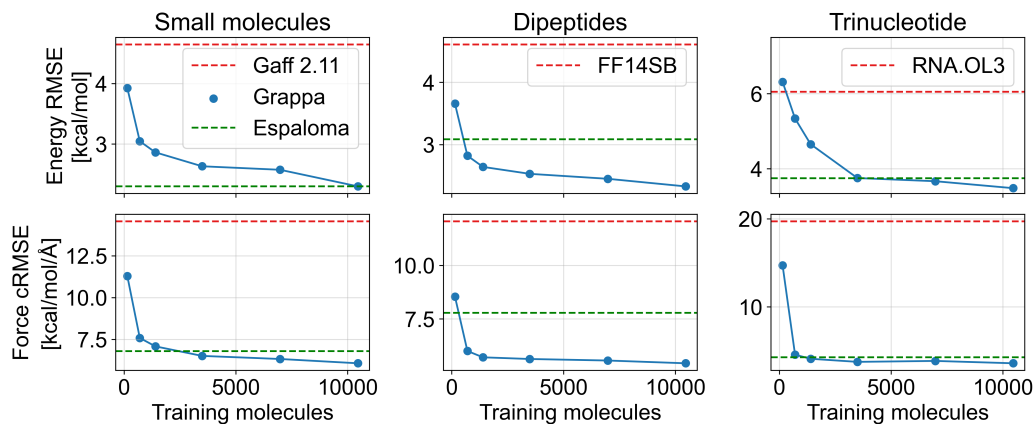 Small molecules
Dipeptides
Trinucleotide
Energy RMSE
[kcal/mol]
4
3
Gaff 2.11
Grappa
Espaloma
4
3
FF14SB
6
4
RNA.OL3
Force cRMSE
[kcal/mol/Å]
12.5
10.0
7.5
0
5000
10000
Training molecules
10.0
7.5
0
5000
10000
Training molecules
20
10
0
5000
10000
Training molecules